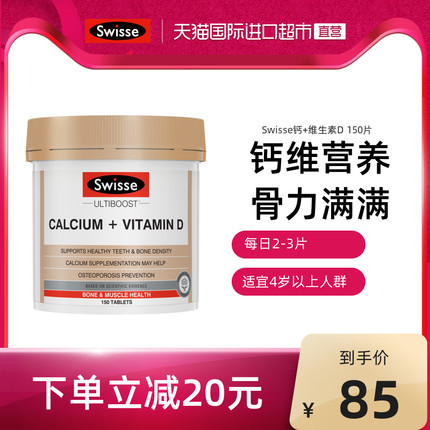 Swisse 天猫国际进口超市 直营
Swisse钙+维生素D 150片
钙维营养
骨力满满
每日2-3片
适宜4岁以上人群
Swisse
ULTIBOOST
CALCIUM + VITAMIN D
SUPPORTS HEALTHY TEETH & BONE DENSITY
CALCIUM SUPPLEMENTATION MAY HELP
OSTEOPOROSIS PREVENTION
BASED ON SCIENTIFIC EVIDENCE
BONE & MUSCLE HEALTH
150 TABLETS
下单立减20元
到手价
¥ 85